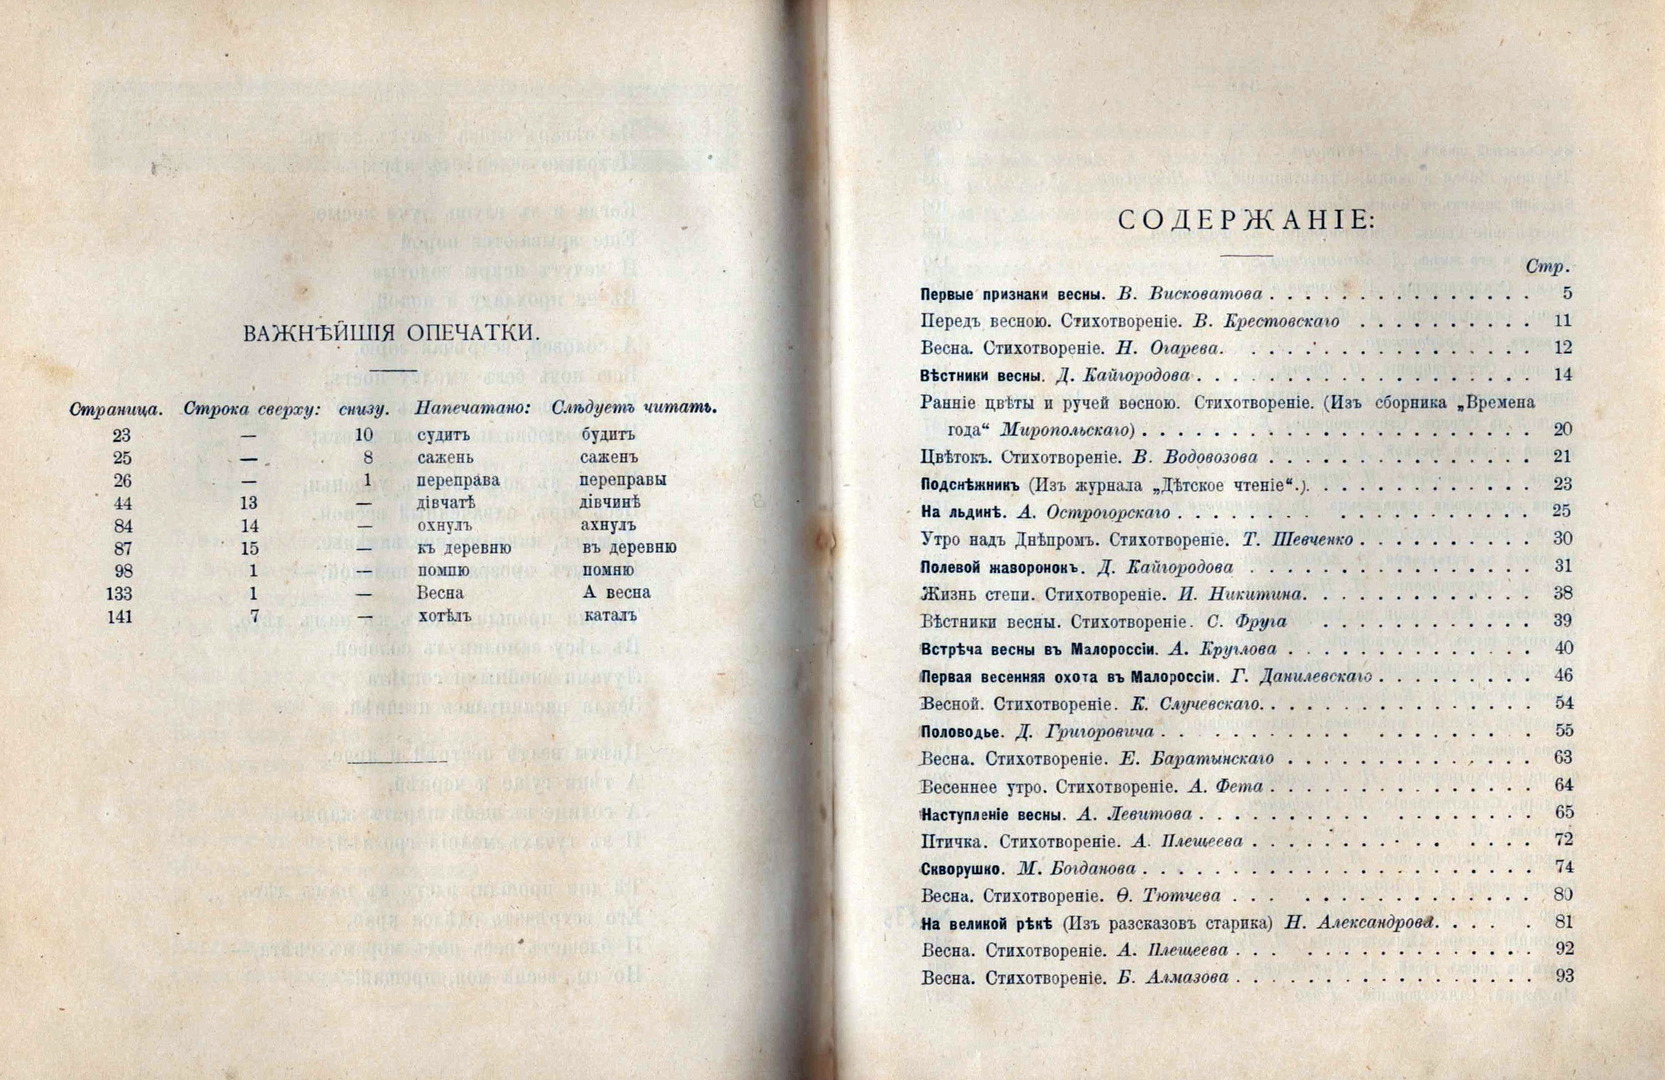 ВАЖНѢЙШІЯ ОПЕЧАТКИ.
Страница. Строка сверху: снизу. Напечатано: Слѣдуетъ читать.
23 — 10 судитъ будитъ
25 — 8 сажень саженъ
26 — 1 переправа переправы
44 13 — дівчатѣ дівчинѣ
84 14 — охнулъ ахнулъ
87 15 — къ деревню въ деревню
98 1 — помпю помню
133 1 — Весна А весна
141 7 — хотѣлъ каталъ
СОДЕРЖАНІЕ:
Стр.
Первые признаки весны. В. Висковатова . . . . . . . . . . . . . . 5
Передъ весною. Стихотвореніе. В. Крестовскаго . . . . . . . . . . 11
Весна. Стихотвореніе. Н. Огарева. . . . . . . . . . . . . . . . . 12
Вѣстники весны. Д. Кайгородова . . . . . . . . . . . . . . . . . . 14
Ранніе цвѣты и ручей весною. Стихотвореніе. (Изъ сборника „Времена
года“ Миропольскаго) . . . . . . . . . . . . . . . . . . . . . . 20
Цвѣтокъ. Стихотвореніе. В. Водовозова . . . . . . . . . . . . . . 21
Подснѣжникъ (Изъ журнала „Дѣтское чтеніе“.). . . . . . . . . . . . 23
На льдинѣ. А. Острогорскаго . . . . . . . . . . . . . . . . . . . 25
Утро надъ Днѣпромъ. Стихотвореніе. Т. Шевченко . . . . . . . . . . 30
Полевой жаворонокъ. Д. Кайгородова . . . . . . . . . . . . . . . . 31
Жизнь степи. Стихотвореніе. И. Никитина. . . . . . . . . . . . . . 38
Вѣстники весны. Стихотвореніе. С. Фруга . . . . . . . . . . . . . 39
Встрѣча весны въ Малороссіи. А. Круглова . . . . . . . . . . . . . 40
Первая весенняя охота въ Малороссіи. Г. Данилевскаго . . . . . . . . 46
Весной. Стихотвореніе. К. Случевскаго. . . . . . . . . . . . . . . 54
Половодье. Д. Григоровича . . . . . . . . . . . . . . . . . . . . 55
Весна. Стихотвореніе. Е. Баратынскаго . . . . . . . . . . . . . . 63
Весеннее утро. Стихотвореніе. А. Фета . . . . . . . . . . . . . . 64
Наступленіе весны. А. Левитова . . . . . . . . . . . . . . . . . . 65
Птичка. Стихотвореніе. А. Плещеева . . . . . . . . . . . . . . . . 72
Скворушко. М. Богданова . . . . . . . . . . . . . . . . . . . . . 74
Весна. Стихотвореніе. Ѳ. Тютчева . . . . . . . . . . . . . . . . . 80
На великой рѣкѣ (Изъ разсказовъ старика) Н. Александрова. . . . . . 81
Весна. Стихотвореніе. А. Плещеева . . . . . . . . . . . . . . . . 92
Весна. Стихотвореніе. Б. Алмазова . . . . . . . . . . . . . . . . 93